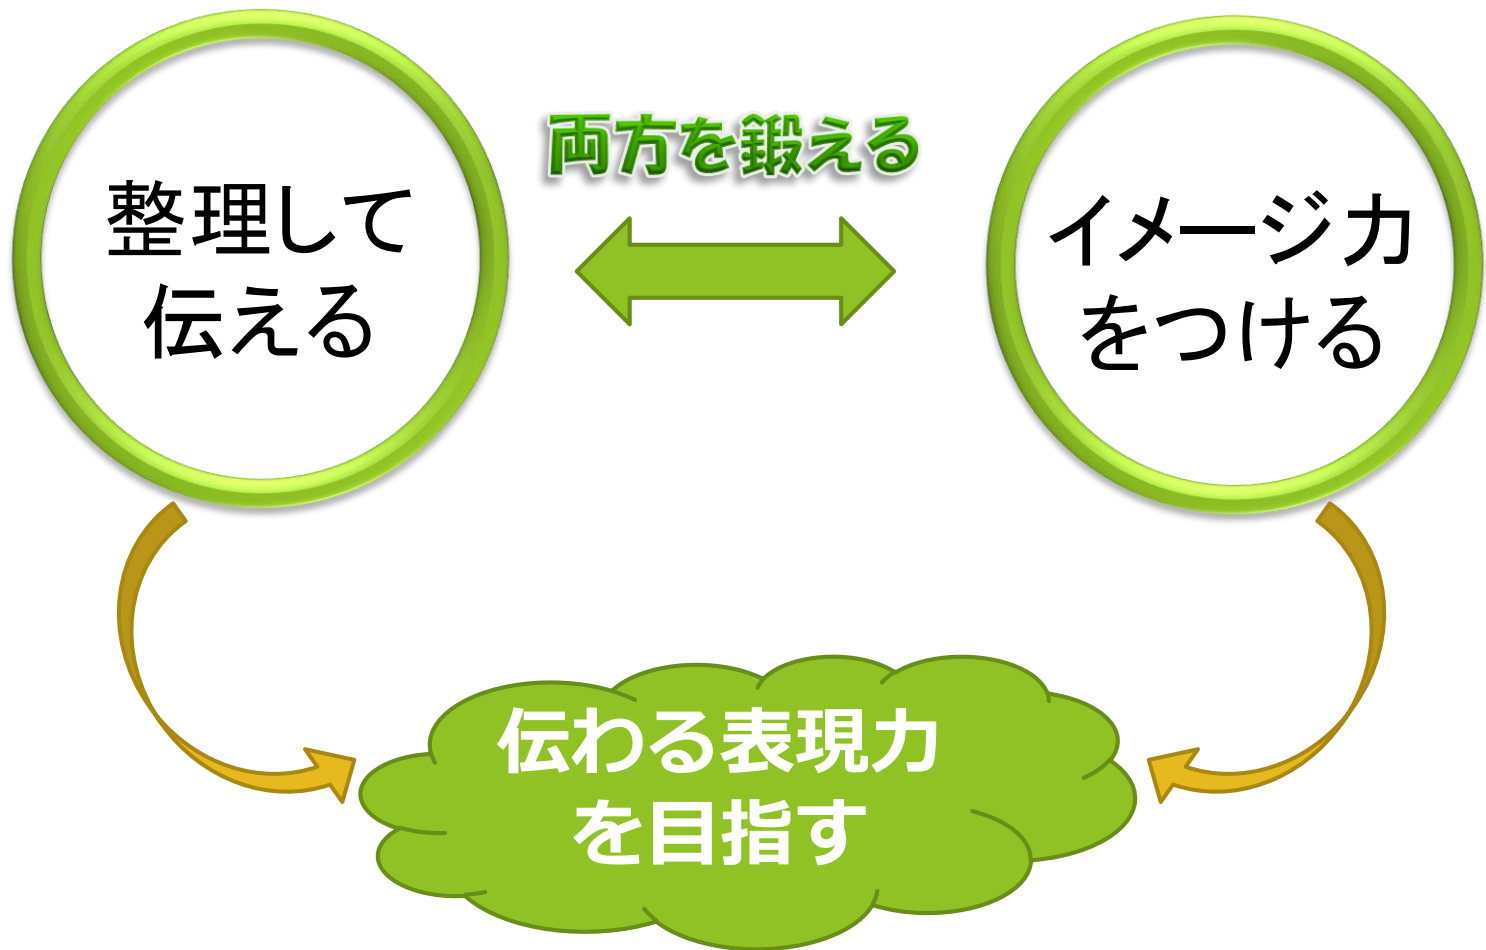 整理して
伝える
両方を鍛える
イメージ力
をつける
伝わる表現力
を目指す